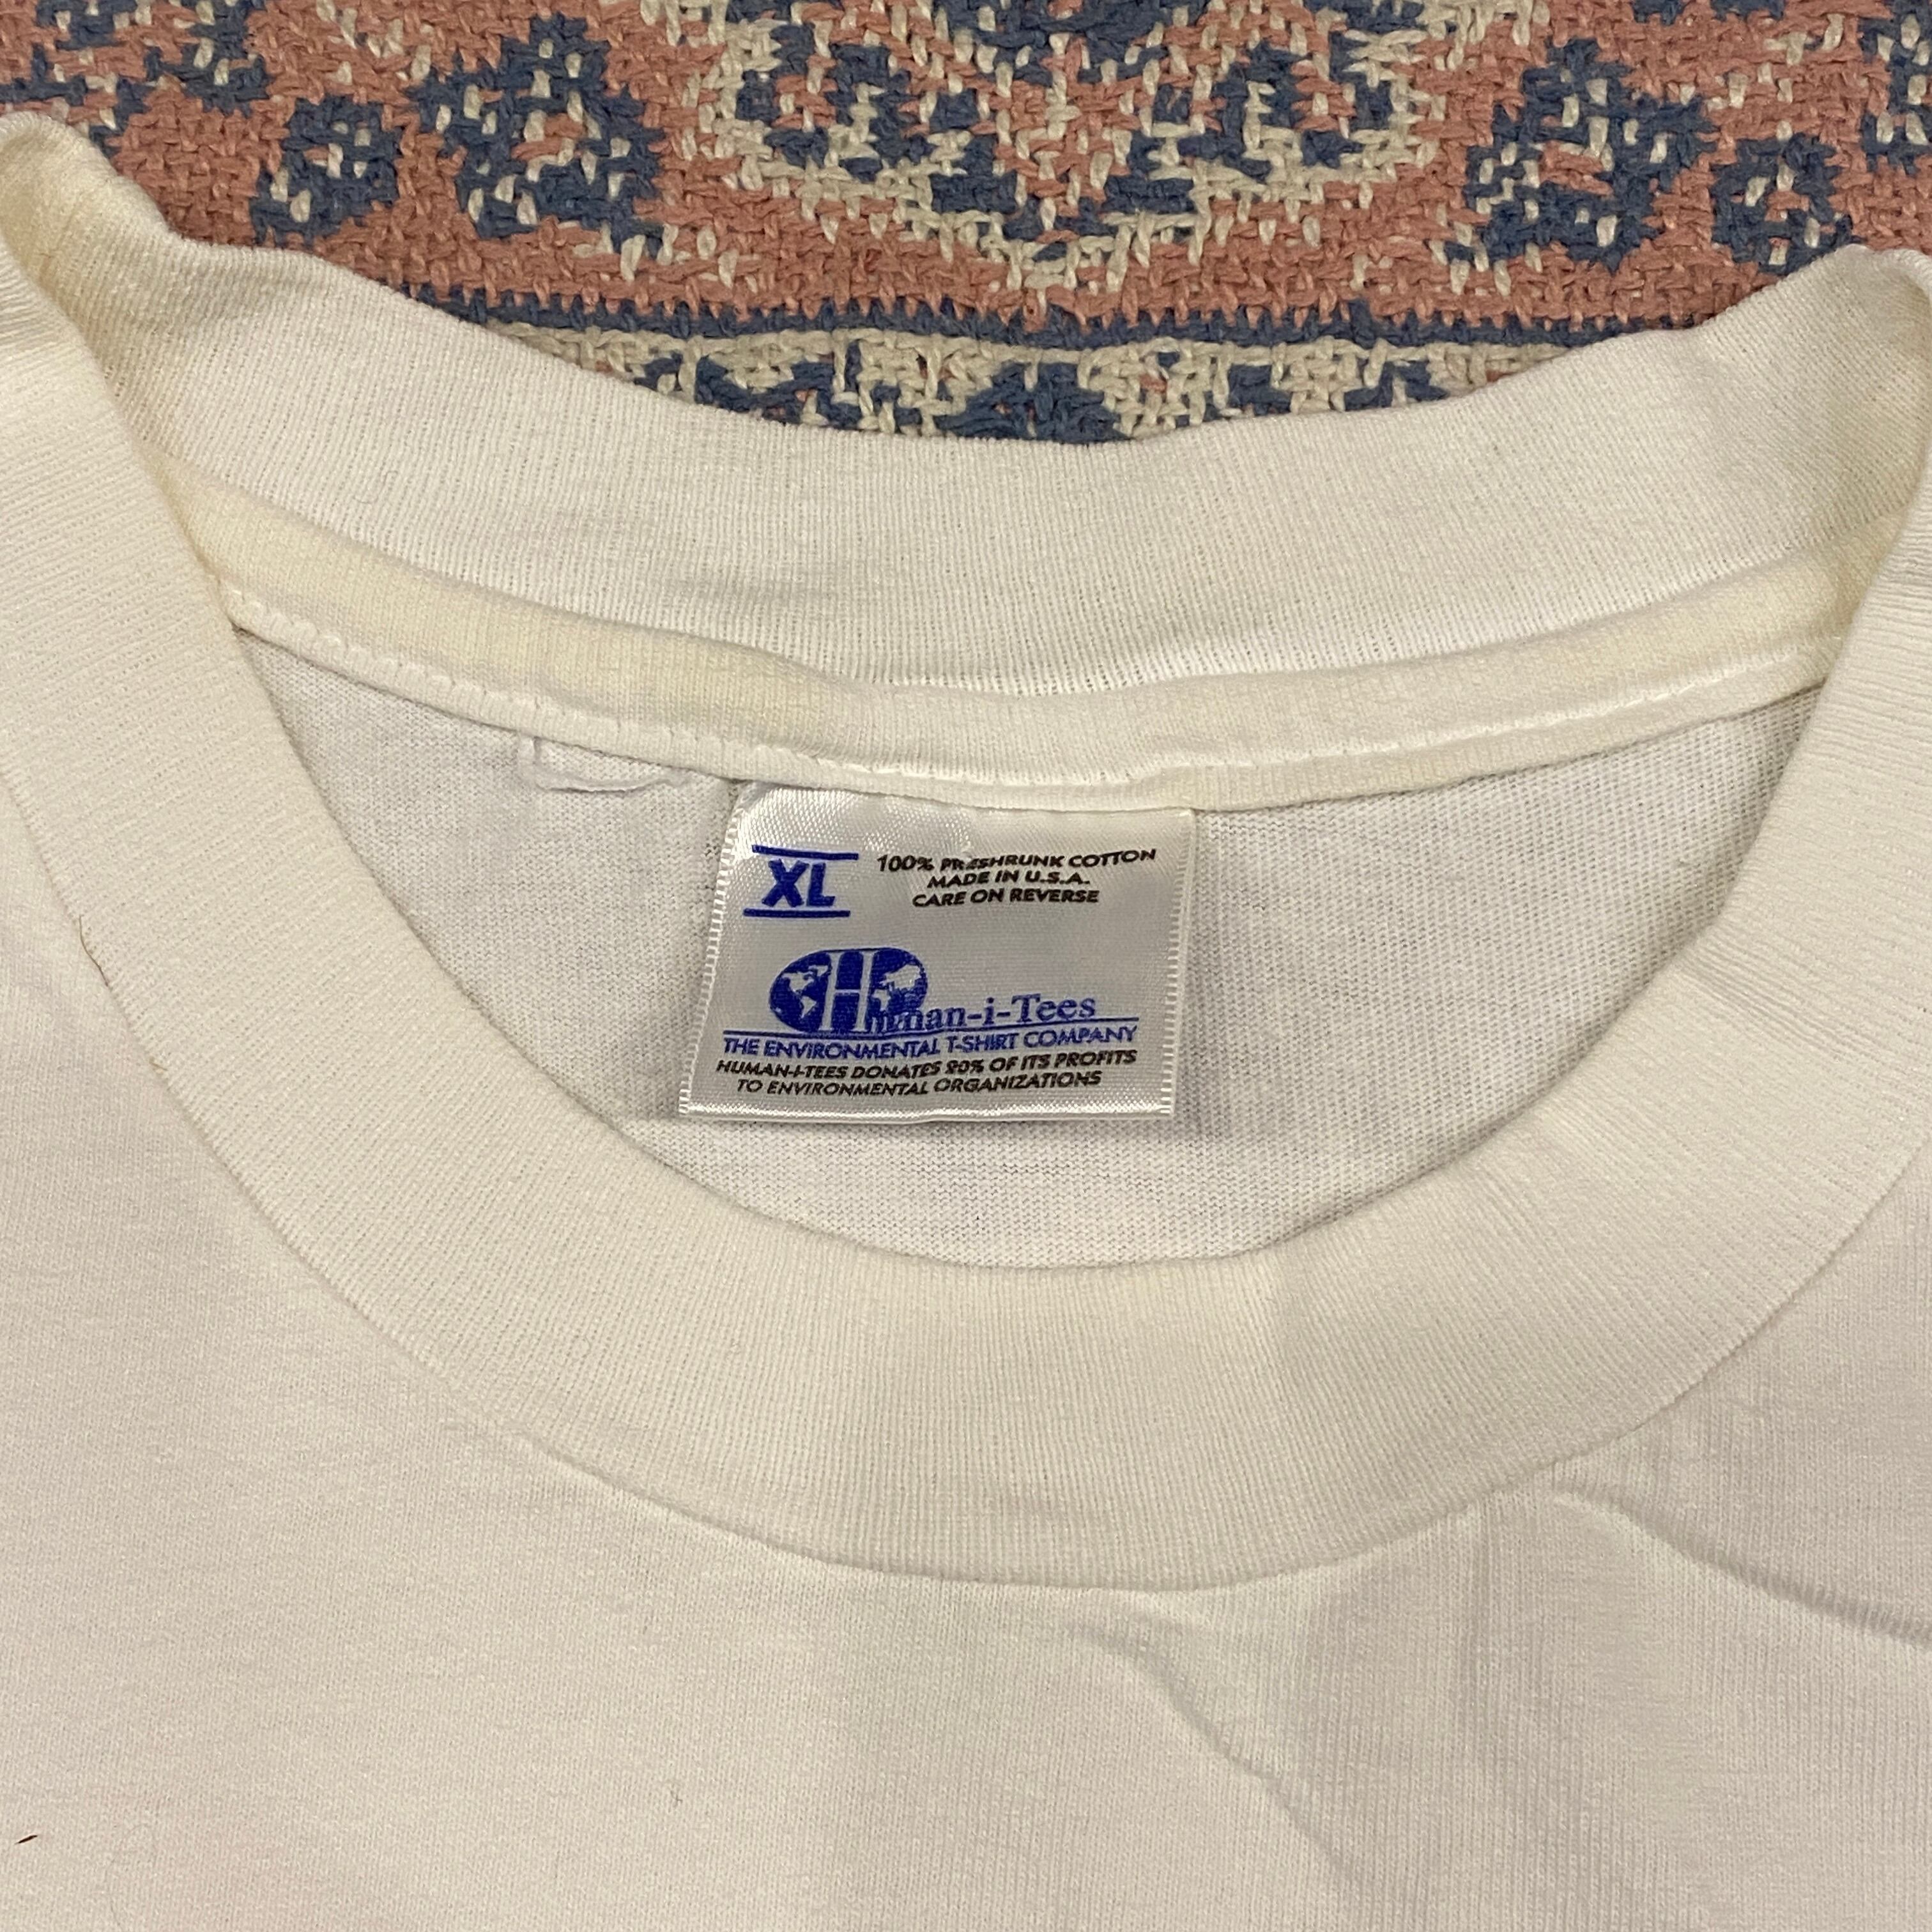 XL
100% PRESHRUNK COTTON
MADE IN U.S.A.
CARE ON REVERSE
Human-i-Tees
THE ENVIRONMENTAL T-SHIRT COMPANY
HUMAN-I-TEES DONATES 20% OF ITS PROFITS
TO ENVIRONMENTAL ORGANIZATIONS